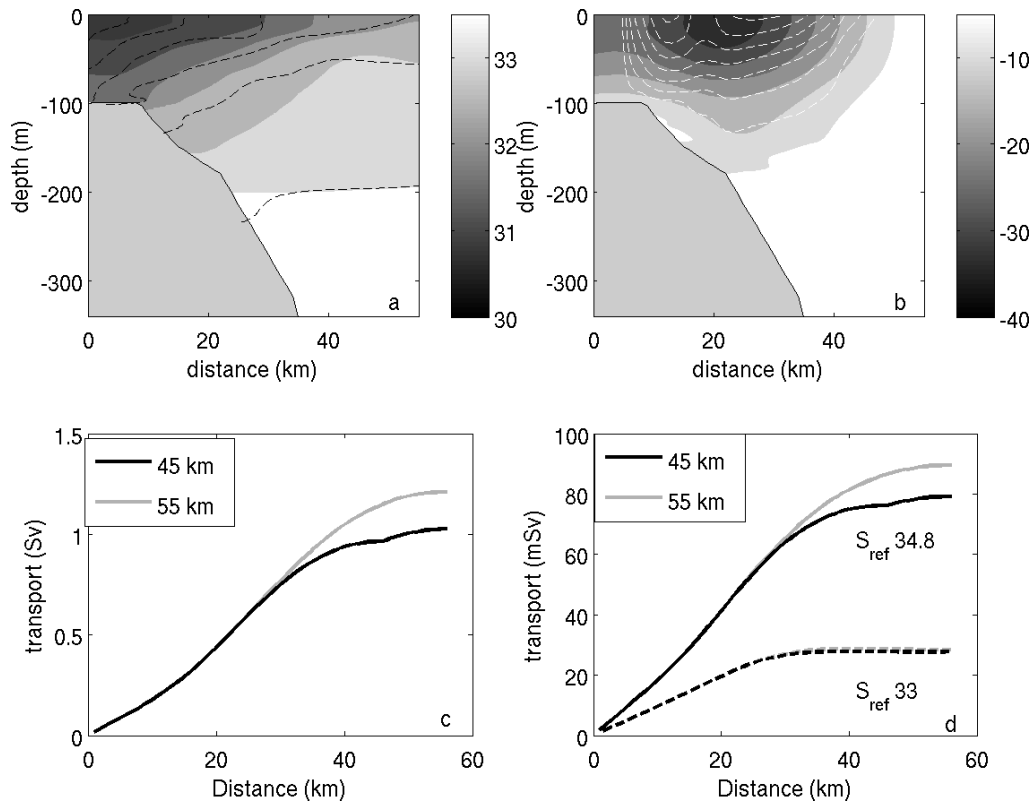 0
-100
-200
-300
depth (m)
0
20
40
distance (km)
a
33
32
31
30
0
-100
-200
-300
depth (m)
0
20
40
distance (km)
b
-10
-20
-30
-40
1.5
1
0.5
0
transport (Sv)
45 km
55 km
c
0
20
40
60
Distance (km)
100
80
60
40
20
0
transport (mSv)
45 km
55 km
S_ref 34.8
S_ref 33
d
0
20
40
60
Distance (km)